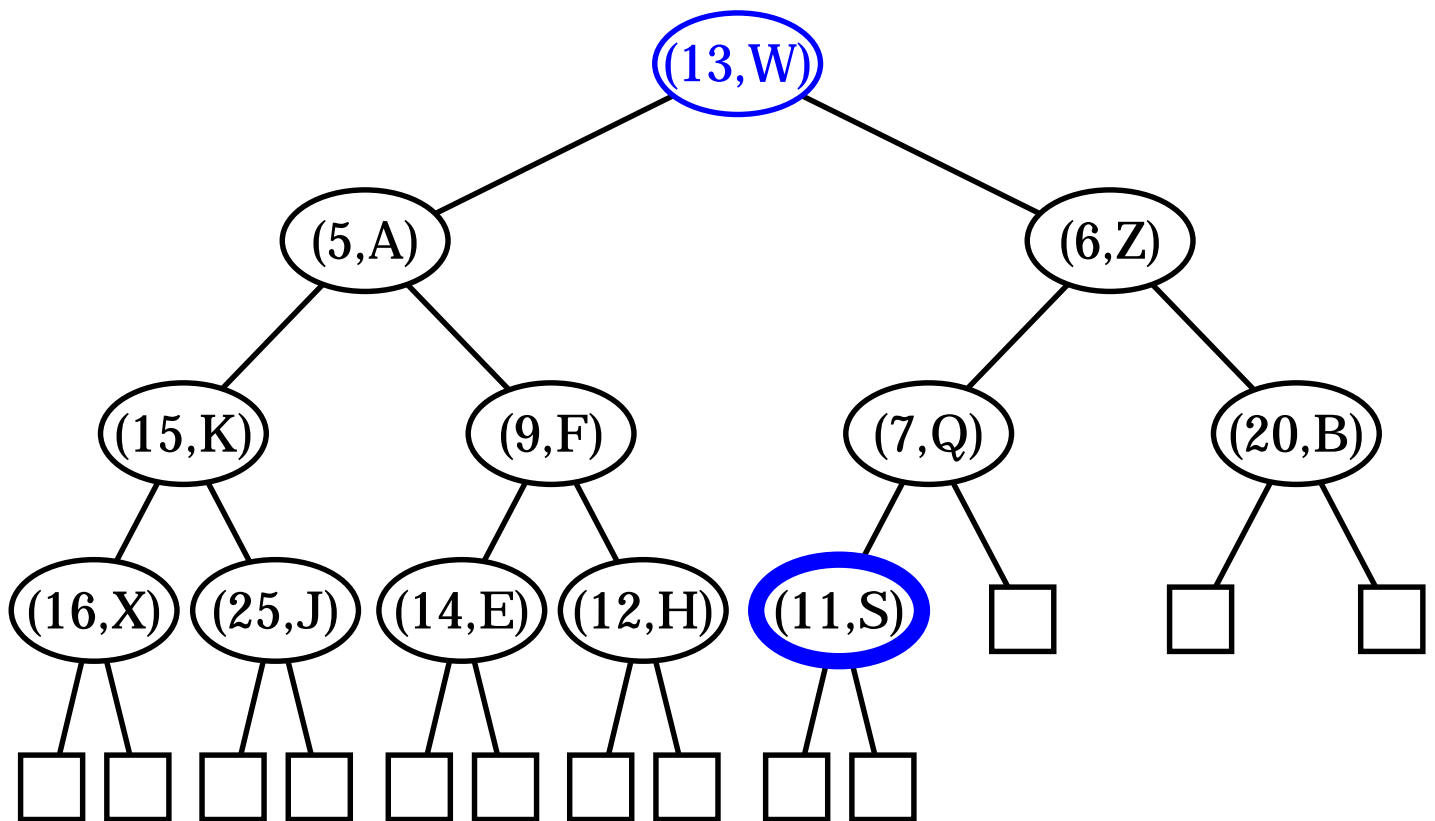 (13,W)
(5,A) (6,Z)
(15,K) (9,F) (7,Q) (20,B)
(16,X) (25,J) (14,E) (12,H) (11,S)